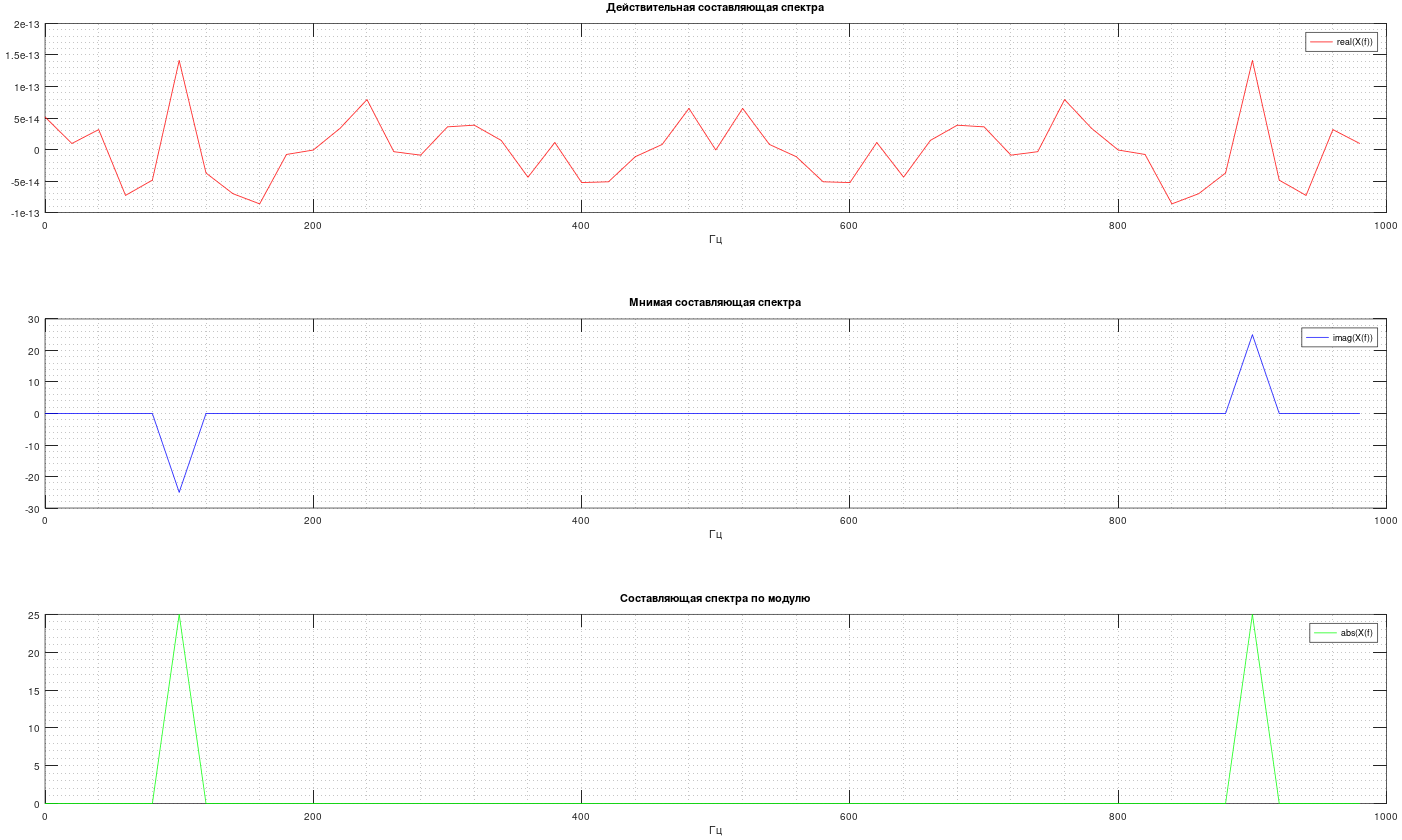 Действительная составляющая спектра
2e-13
1.5e-13
1e-13
5e-14
0
-5e-14
-1e-13
real(X(f))
0 200 400 600 800 1000
Гц
Мнимая составляющая спектра
30
20
10
0
-10
-20
-30
imag(X(f))
0 200 400 600 800 1000
Гц
Составляющая спектра по модулю
25
20
15
10
5
0
abs(X(f)
0 200 400 600 800 1000
Гц